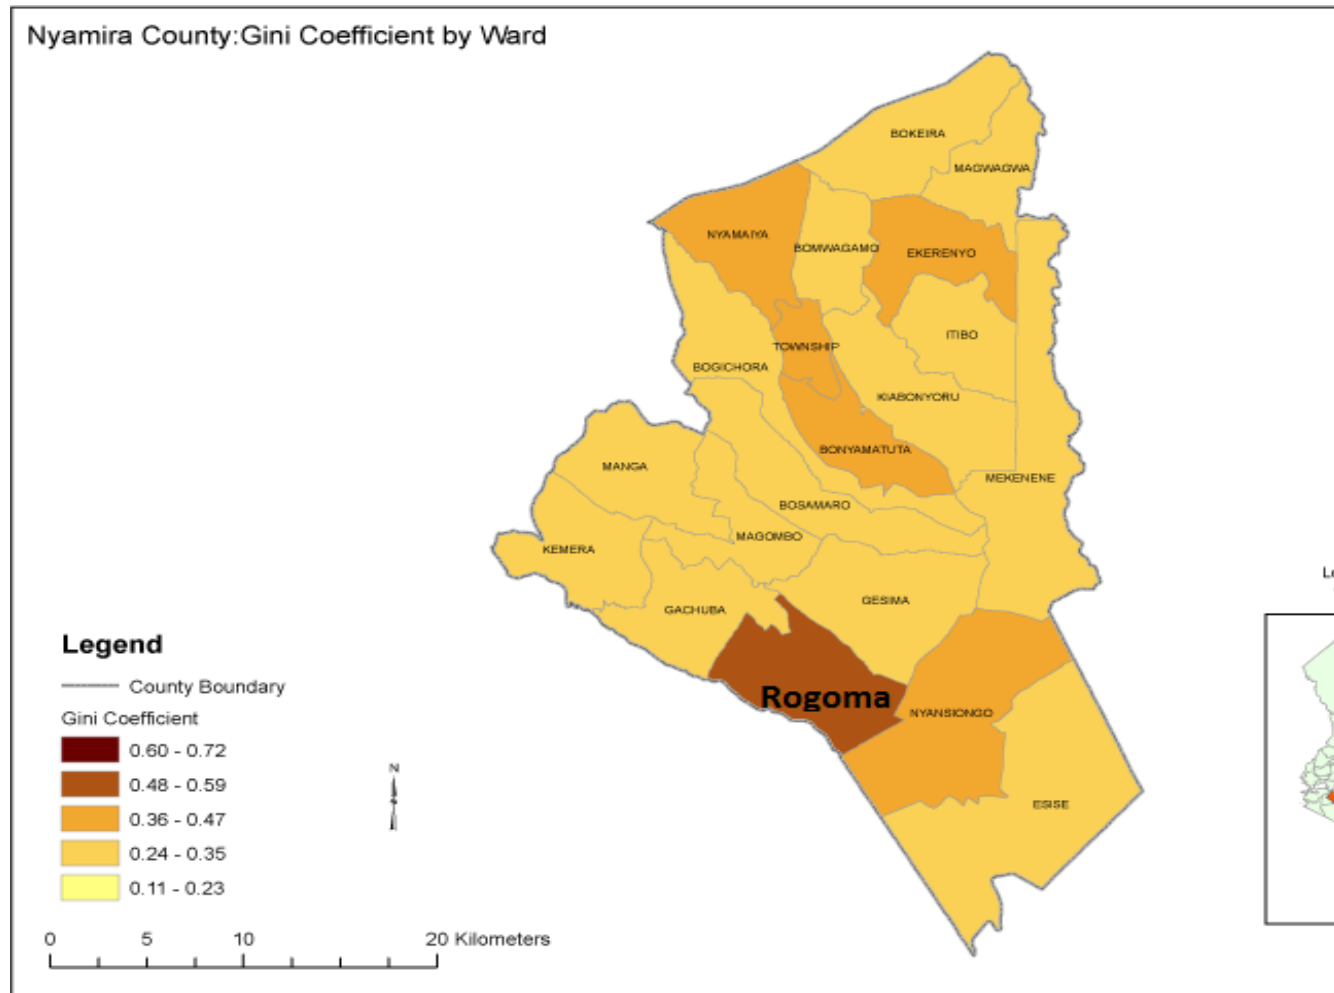 Nyamira County:Gini Coefficient by Ward
BOKEIRA
MAGWAGWA
NYAMAIYA
BOMWAGAMO
EKERENYO
ITIBO
TOWNSHIP
BOGICHORA
KIABONYORU
BONYAMATUTA
MANGA
MEKENENE
BOSAMARO
MAGOMBO
KEMERA
GACHUBA
GESIMA
Rogoma
NYANSIONGO
ESISE
Legend
County Boundary
Gini Coefficient
0.60 - 0.72
0.48 - 0.59
0.36 - 0.47
0.24 - 0.35
0.11 - 0.23
N
0 5 10 20 Kilometers